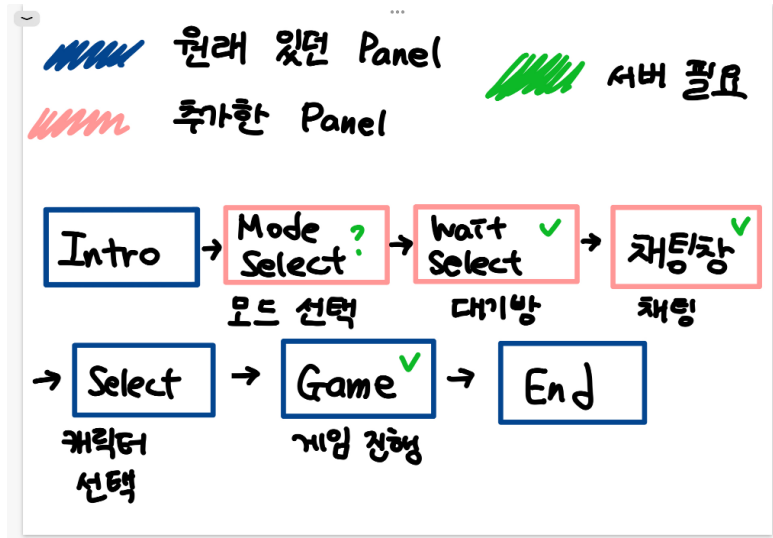 원래 있던 Panel
서버 필요
추가한 Panel
Intro → Mode Select ? → Wait Select ✓ → 채팅창 ✓
모드 선택
대기방
채팅
→ Select → Game ✓ → End
캐릭터 선택
게임 진행